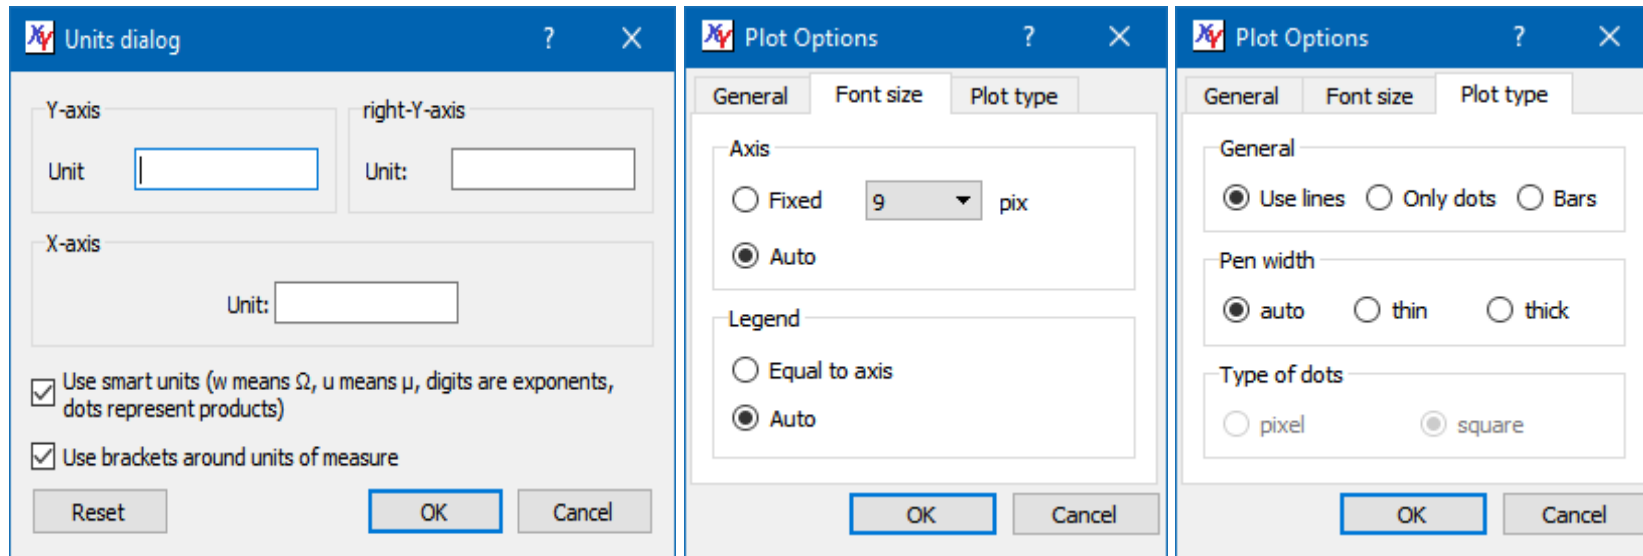 XY Units dialog ? X
Y-axis
Unit
right-Y-axis
Unit:
X-axis
Unit:
Use smart units (w means Ω, u means μ, digits are exponents,
dots represent products)
Use brackets around units of measure
Reset OK Cancel
XY Plot Options ? X
General Font size Plot type
Axis
Fixed 9 pix
Auto
Legend
Equal to axis
Auto
OK Cancel
XY Plot Options ? X
General Font size Plot type
General
Use lines Only dots Bars
Pen width
auto thin thick
Type of dots
pixel square
OK Cancel